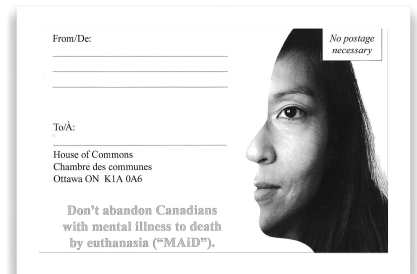 From/De:
No postage
necessary
To/À:
House of Commons
Chambre des communes
Ottawa ON  K1A 0A6
Don't abandon Canadians
with mental illness to death
by euthanasia (“MAiD”).